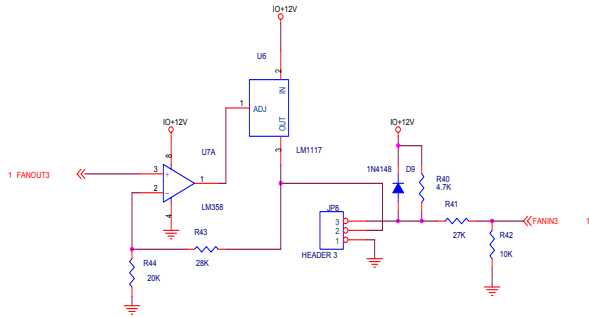 IO+12V
U6
2
IN
1
ADJ
OUT
IO+12V
IO+12V
3
LM1117
8
U7A
1 FANOUT3
3
+
1
2
-
LM358
4
1N4148
D9
R40
4.7K
R41
JP8
3
2
1
27K
FANIN3
1
R42
10K
HEADER 3
R43
28K
R44
20K